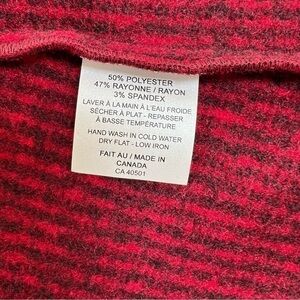 50% POLYESTER
47% RAYONNE / RAYON
3% SPANDEX
LAVER À LA MAIN À L'EAU FROIDE
SÉCHER À PLAT - REPASSER
À BASSE TEMPÉRATURE
HAND WASH IN COLD WATER
DRY FLAT - LOW IRON
FAIT AU / MADE IN
CANADA
CA 40501